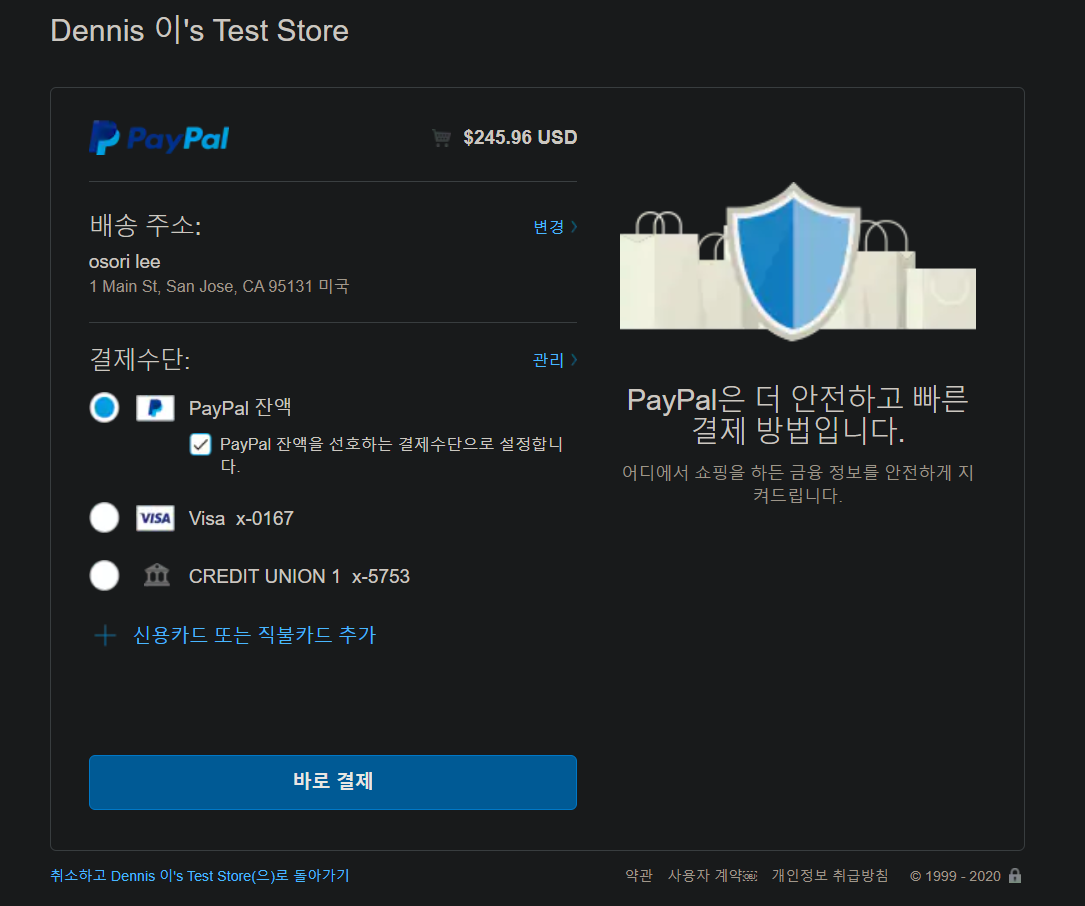 Dennis 이's Test Store
PayPal
$245.96 USD
배송 주소:
변경
osori lee
1 Main St, San Jose, CA 95131 미국
결제수단:
관리
PayPal 잔액
PayPal 잔액을 선호하는 결제수단으로 설정합니
다.
VISA Visa x-0167
CREDIT UNION 1 x-5753
신용카드 또는 직불카드 추가
바로 결제
PayPal은 더 안전하고 빠른
결제 방법입니다.
어디에서 쇼핑을 하든 금융 정보를 안전하게 지
켜드립니다.
취소하고 Dennis 이's Test Store(으)로 돌아가기
약관 사용자 계약￼ 개인정보 취급방침 © 1999 - 2020